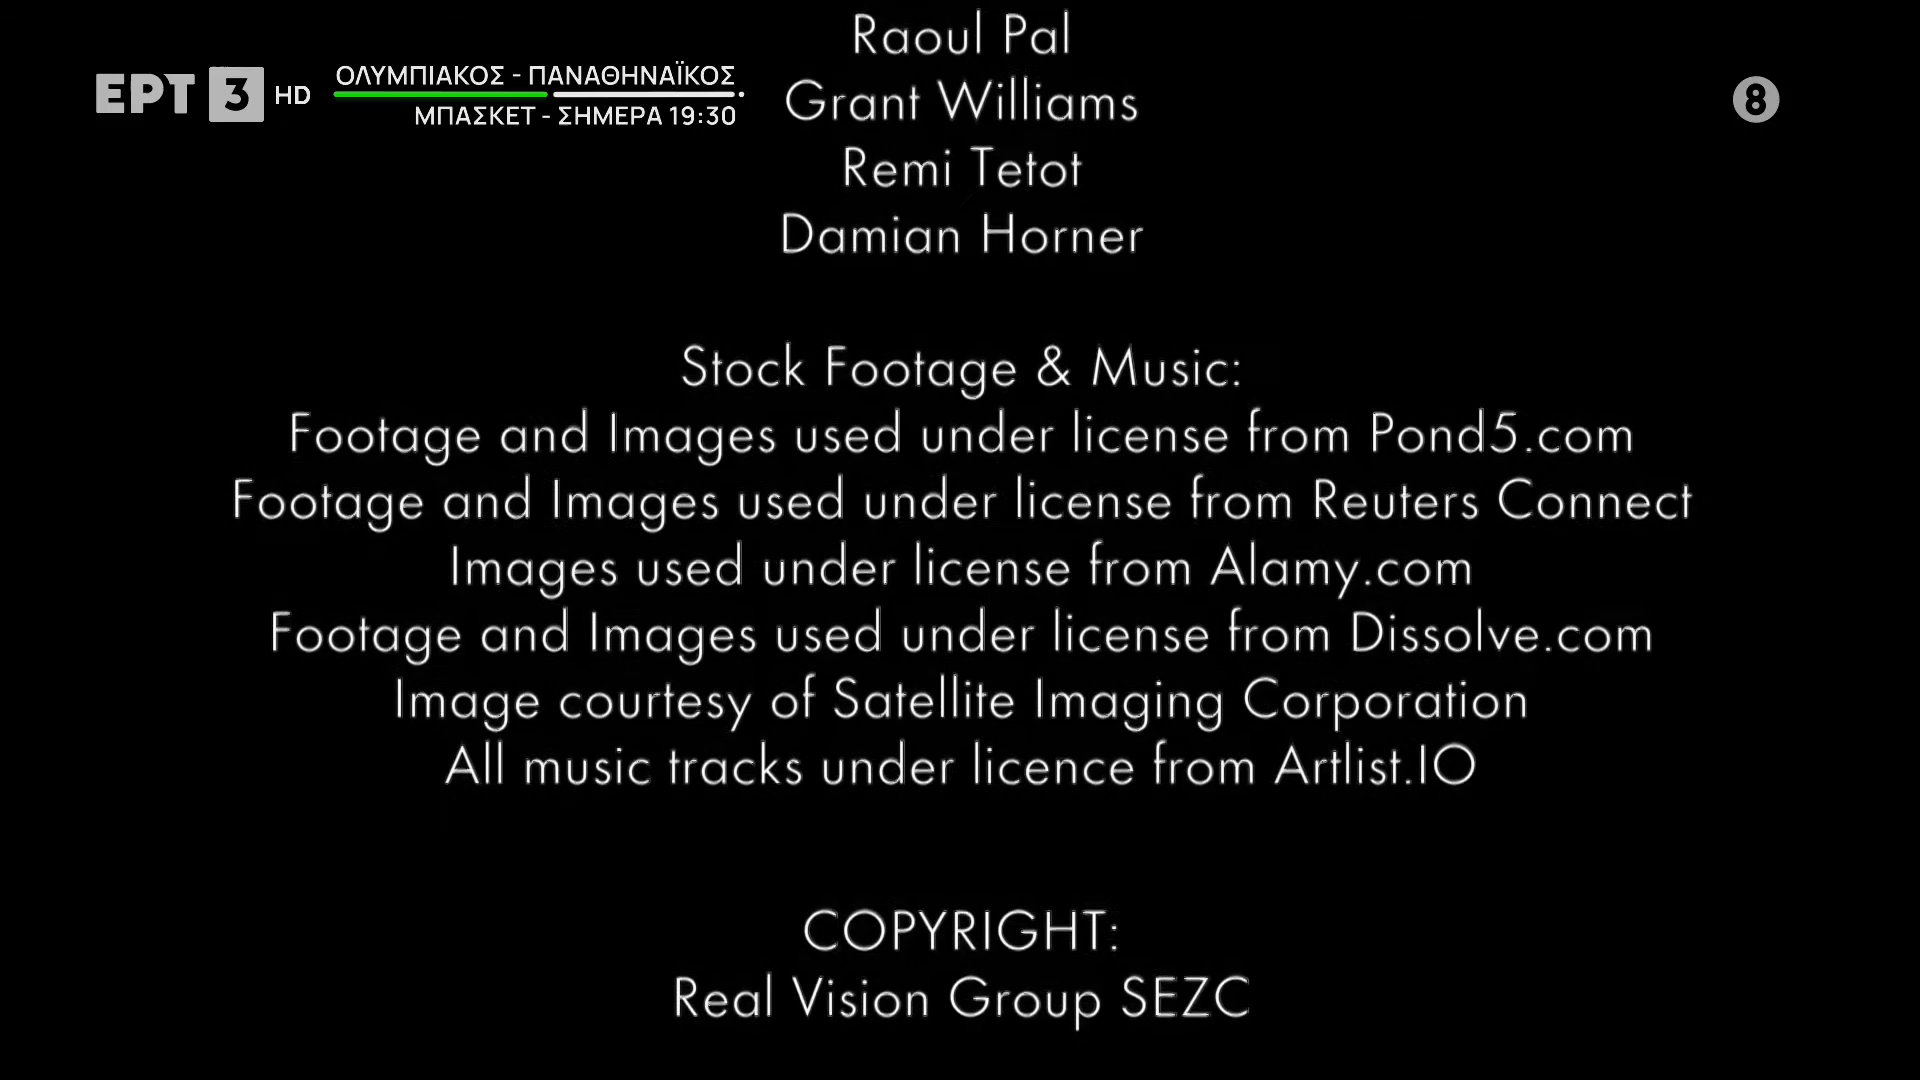 ΕΡΤ 3 HD
ΟΛΥΜΠΙΑΚΟΣ - ΠΑΝΑΘΗΝΑΪΚΟΣ
ΜΠΑΣΚΕΤ - ΣΗΜΕΡΑ 19:30
8
Raoul Pal
Grant Williams
Remi Tetot
Damian Horner
Stock Footage & Music:
Footage and Images used under license from Pond5.com
Footage and Images used under license from Reuters Connect
Images used under license from Alamy.com
Footage and Images used under license from Dissolve.com
Image courtesy of Satellite Imaging Corporation
All music tracks under licence from Artlist.IO
COPYRIGHT:
Real Vision Group SEZC